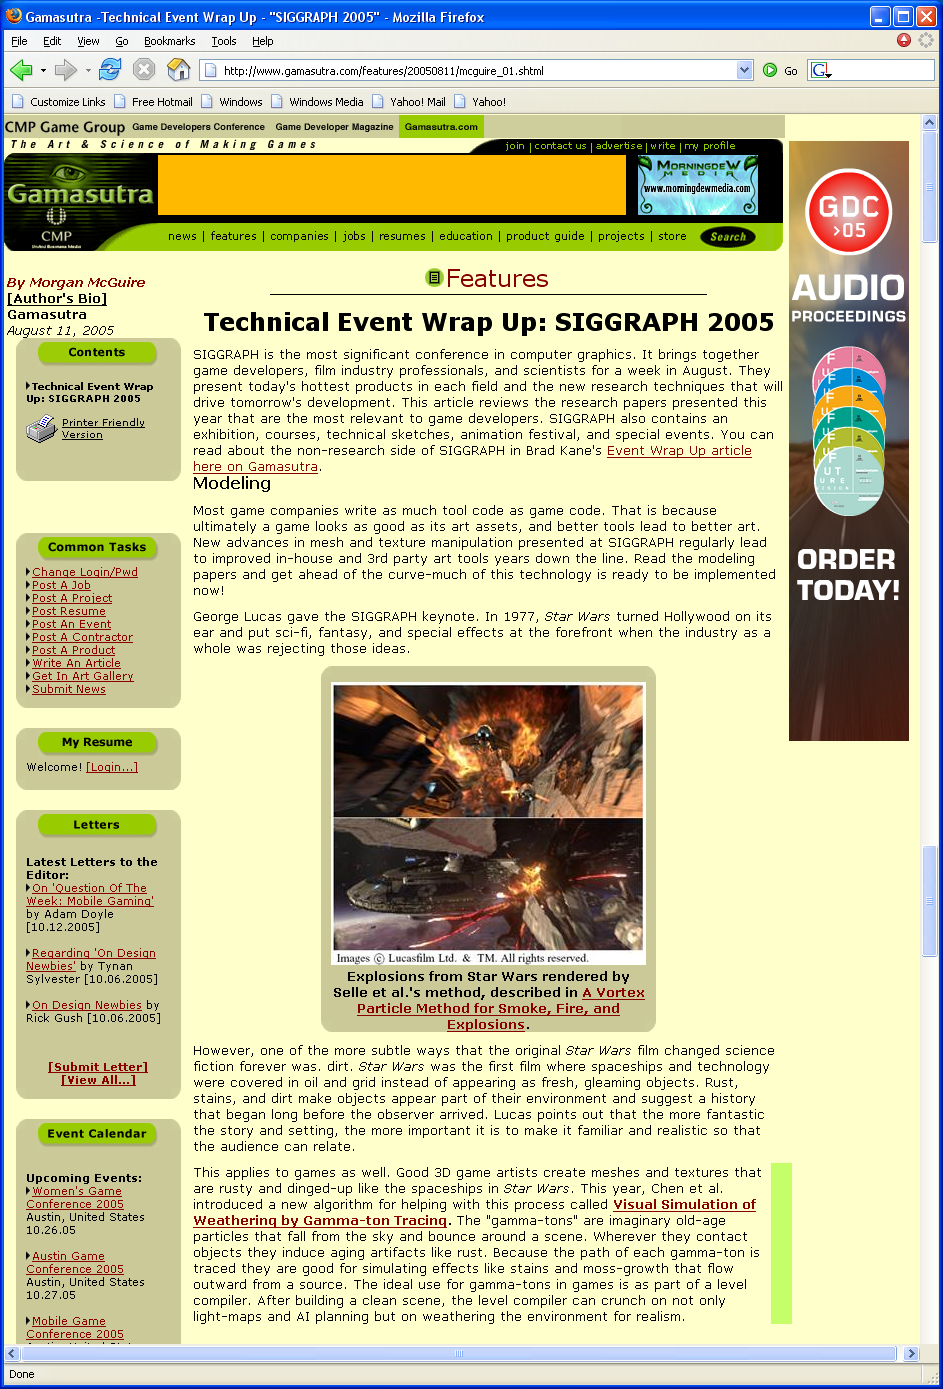 Gamasutra -Technical Event Wrap Up - "SIGGRAPH 2005" - Mozilla Firefox
File Edit View Go Bookmarks Tools Help
http://www.gamasutra.com/features/20050811/mcguire_01.shtml
Go
G
Customize Links Free Hotmail Windows Windows Media Yahoo! Mail Yahoo!
CMP Game Group Game Developers Conference Game Developer Magazine Gamasutra.com
The Art & Science of Making Games
join | contact us | advertise | write | my profile
Gamasutra
CMP
United Business Media
MORNINGDEW
MEDIA
www.morningdewmedia.com
news | features | companies | jobs | resumes | education | product guide | projects | store
Search
By Morgan McGuire
[Author's Bio]
Gamasutra
August 11, 2005
Contents
Technical Event Wrap
Up: SIGGRAPH 2005
Printer Friendly
Version
Common Tasks
Change Login/Pwd
Post A Job
Post A Project
Post Resume
Post An Event
Post A Contractor
Post A Product
Write An Article
Get In Art Gallery
Submit News
My Resume
Welcome! [Login...]
Letters
Latest Letters to the
Editor:
On 'Question Of The
Week: Mobile Gaming'
by Adam Doyle
[10.12.2005]
Regarding 'On Design
Newbies' by Tynan
Sylvester [10.06.2005]
On Design Newbies by
Rick Gush [10.06.2005]
[Submit Letter]
[View All...]
Event Calendar
Upcoming Events:
Women's Game
Conference 2005
Austin, United States
10.26.05
Austin Game
Conference 2005
Austin, United States
10.27.05
Mobile Game
Conference 2005
Features
Technical Event Wrap Up: SIGGRAPH 2005
SIGGRAPH is the most significant conference in computer graphics. It brings together
game developers, film industry professionals, and scientists for a week in August. They
present today's hottest products in each field and the new research techniques that will
drive tomorrow's development. This article reviews the research papers presented this
year that are the most relevant to game developers. SIGGRAPH also contains an
exhibition, courses, technical sketches, animation festival, and special events. You can
read about the non-research side of SIGGRAPH in Brad Kane's Event Wrap Up article
here on Gamasutra.
Modeling
Most game companies write as much tool code as game code. That is because
ultimately a game looks as good as its art assets, and better tools lead to better art.
New advances in mesh and texture manipulation presented at SIGGRAPH regularly lead
to improved in-house and 3rd party art tools years down the line. Read the modeling
papers and get ahead of the curve-much of this technology is ready to be implemented
now!
George Lucas gave the SIGGRAPH keynote. In 1977, Star Wars turned Hollywood on its
ear and put sci-fi, fantasy, and special effects at the forefront when the industry as a
whole was rejecting those ideas.
Images © Lucasfilm Ltd. & TM. All rights reserved.
Explosions from Star Wars rendered by
Selle et al.'s method, described in A Vortex
Particle Method for Smoke, Fire, and
Explosions.
However, one of the more subtle ways that the original Star Wars film changed science
fiction forever was. dirt. Star Wars was the first film where spaceships and technology
were covered in oil and grid instead of appearing as fresh, gleaming objects. Rust,
stains, and dirt make objects appear part of their environment and suggest a history
that began long before the observer arrived. Lucas points out that the more fantastic
the story and setting, the more important it is to make it familiar and realistic so that
the audience can relate.
This applies to games as well. Good 3D game artists create meshes and textures that
are rusty and dinged-up like the spaceships in Star Wars. This year, Chen et al.
introduced a new algorithm for helping with this process called Visual Simulation of
Weathering by Gamma-ton Tracing. The "gamma-tons" are imaginary old-age
particles that fall from the sky and bounce around a scene. Wherever they contact
objects they induce aging artifacts like rust. Because the path of each gamma-ton is
traced they are good for simulating effects like stains and moss-growth that flow
outward from a source. The ideal use for gamma-tons in games is as part of a level
compiler. After building a clean scene, the level compiler can crunch on not only
light-maps and AI planning but on weathering the environment for realism.
GDC
>05
AUDIO
PROCEEDINGS
F UT URE VISION
ORDER
TODAY!
Done